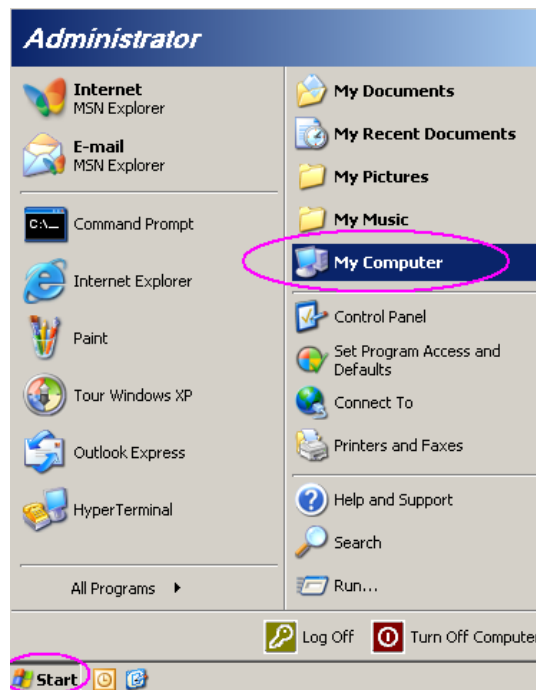 Administrator
Internet
MSN Explorer
E-mail
MSN Explorer
Command Prompt
Internet Explorer
Paint
Tour Windows XP
Outlook Express
HyperTerminal
All Programs
My Documents
My Recent Documents
My Pictures
My Music
My Computer
Control Panel
Set Program Access and
Defaults
Connect To
Printers and Faxes
Help and Support
Search
Run...
Log Off
Turn Off Computer
Start